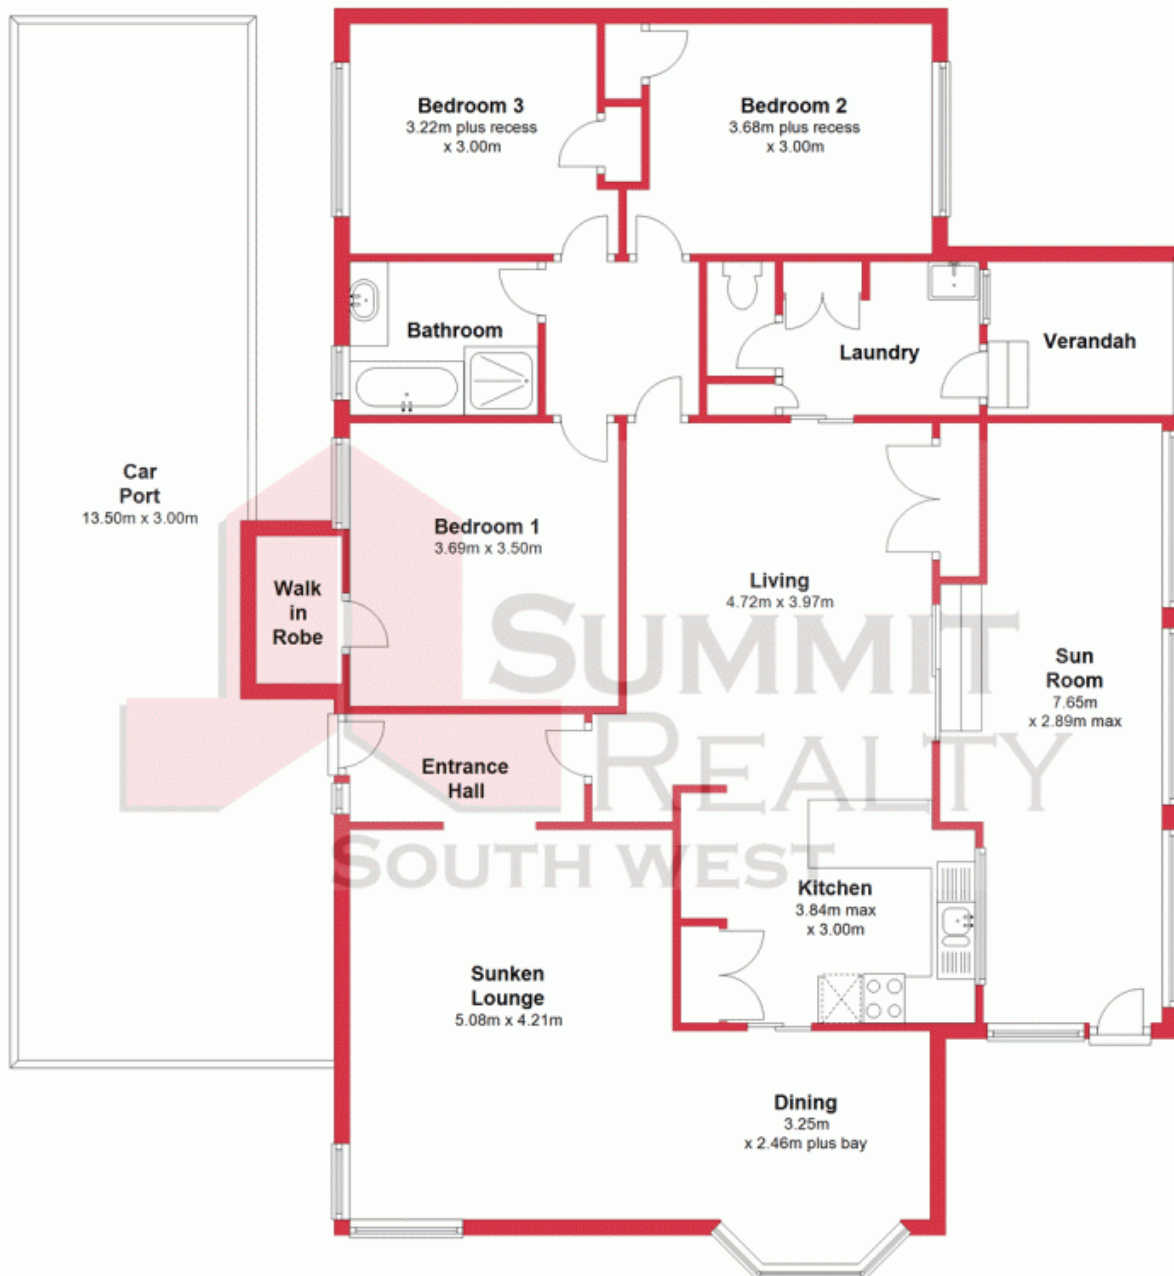 Bedroom 3
3.22m plus recess
x 3.00m
Bedroom 2
3.68m plus recess
x 3.00m
Bathroom
Laundry
Verandah
Car
Port
13.50m x 3.00m
Bedroom 1
3.69m x 3.50m
Walk
in
Robe
Living
4.72m x 3.97m
Sun
Room
7.65m
x 2.89m max
SUMMIT
REALTY
SOUTH WEST
Entrance
Hall
Kitchen
3.84m max
x 3.00m
Sunken
Lounge
5.08m x 4.21m
Dining
3.25m
x 2.46m plus bay